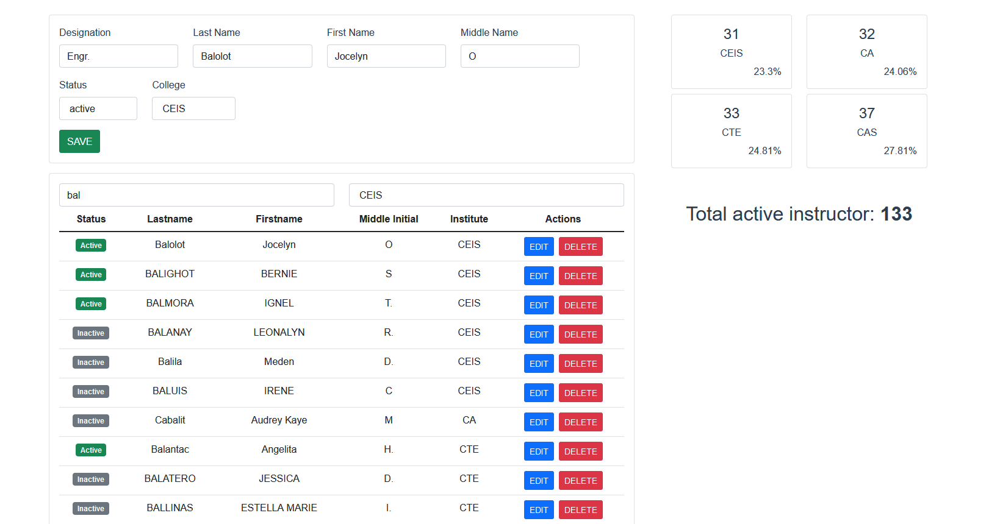 Designation Last Name First Name Middle Name
Engr. Balolot Jocelyn O
Status College
active CEIS
SAVE
bal CEIS
Status Lastname Firstname Middle Initial Institute Actions
Active Balolot Jocelyn O CEIS EDIT DELETE
Active BALIGHOT BERNIE S CEIS EDIT DELETE
Active BALMORA IGNEL T. CEIS EDIT DELETE
Inactive BALANAY LEONALYN R. CEIS EDIT DELETE
Inactive Balila Meden D. CEIS EDIT DELETE
Inactive BALUIS IRENE C CEIS EDIT DELETE
Inactive Cabalit Audrey Kaye M CA EDIT DELETE
Active Balantac Angelita H. CTE EDIT DELETE
Inactive BALATERO JESSICA D. CTE EDIT DELETE
Inactive BALLINAS ESTELLA MARIE I. CTE EDIT DELETE
31
CEIS
23.3%
32
CA
24.06%
33
CTE
24.81%
37
CAS
27.81%
Total active instructor: 133